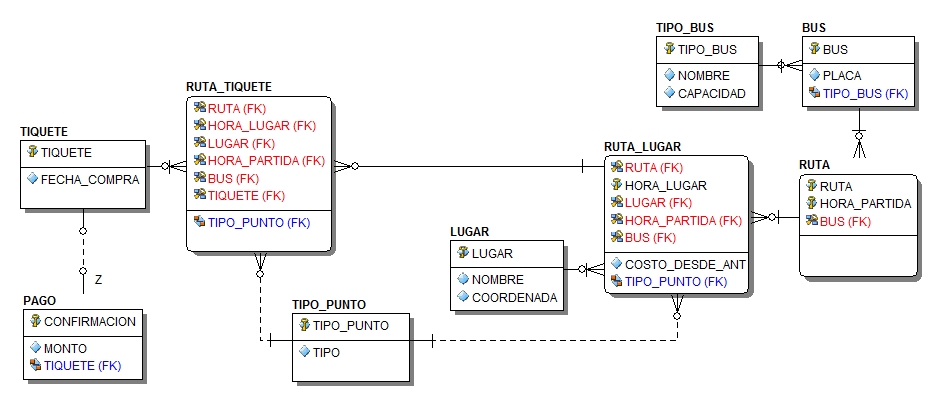 TIPO_BUS
TIPO_BUS
NOMBRE
CAPACIDAD
BUS
BUS
PLACA
TIPO_BUS (FK)
RUTA_TIQUETE
RUTA (FK)
HORA_LUGAR (FK)
LUGAR (FK)
HORA_PARTIDA (FK)
BUS (FK)
TIQUETE (FK)
TIPO_PUNTO (FK)
TIQUETE
TIQUETE
FECHA_COMPRA
RUTA_LUGAR
RUTA (FK)
HORA_LUGAR
LUGAR (FK)
HORA_PARTIDA (FK)
BUS (FK)
COSTO_DESDE_ANT
TIPO_PUNTO (FK)
RUTA
RUTA
HORA_PARTIDA
BUS (FK)
LUGAR
LUGAR
NOMBRE
COORDENADA
Z
PAGO
CONFIRMACION
MONTO
TIQUETE (FK)
TIPO_PUNTO
TIPO_PUNTO
TIPO